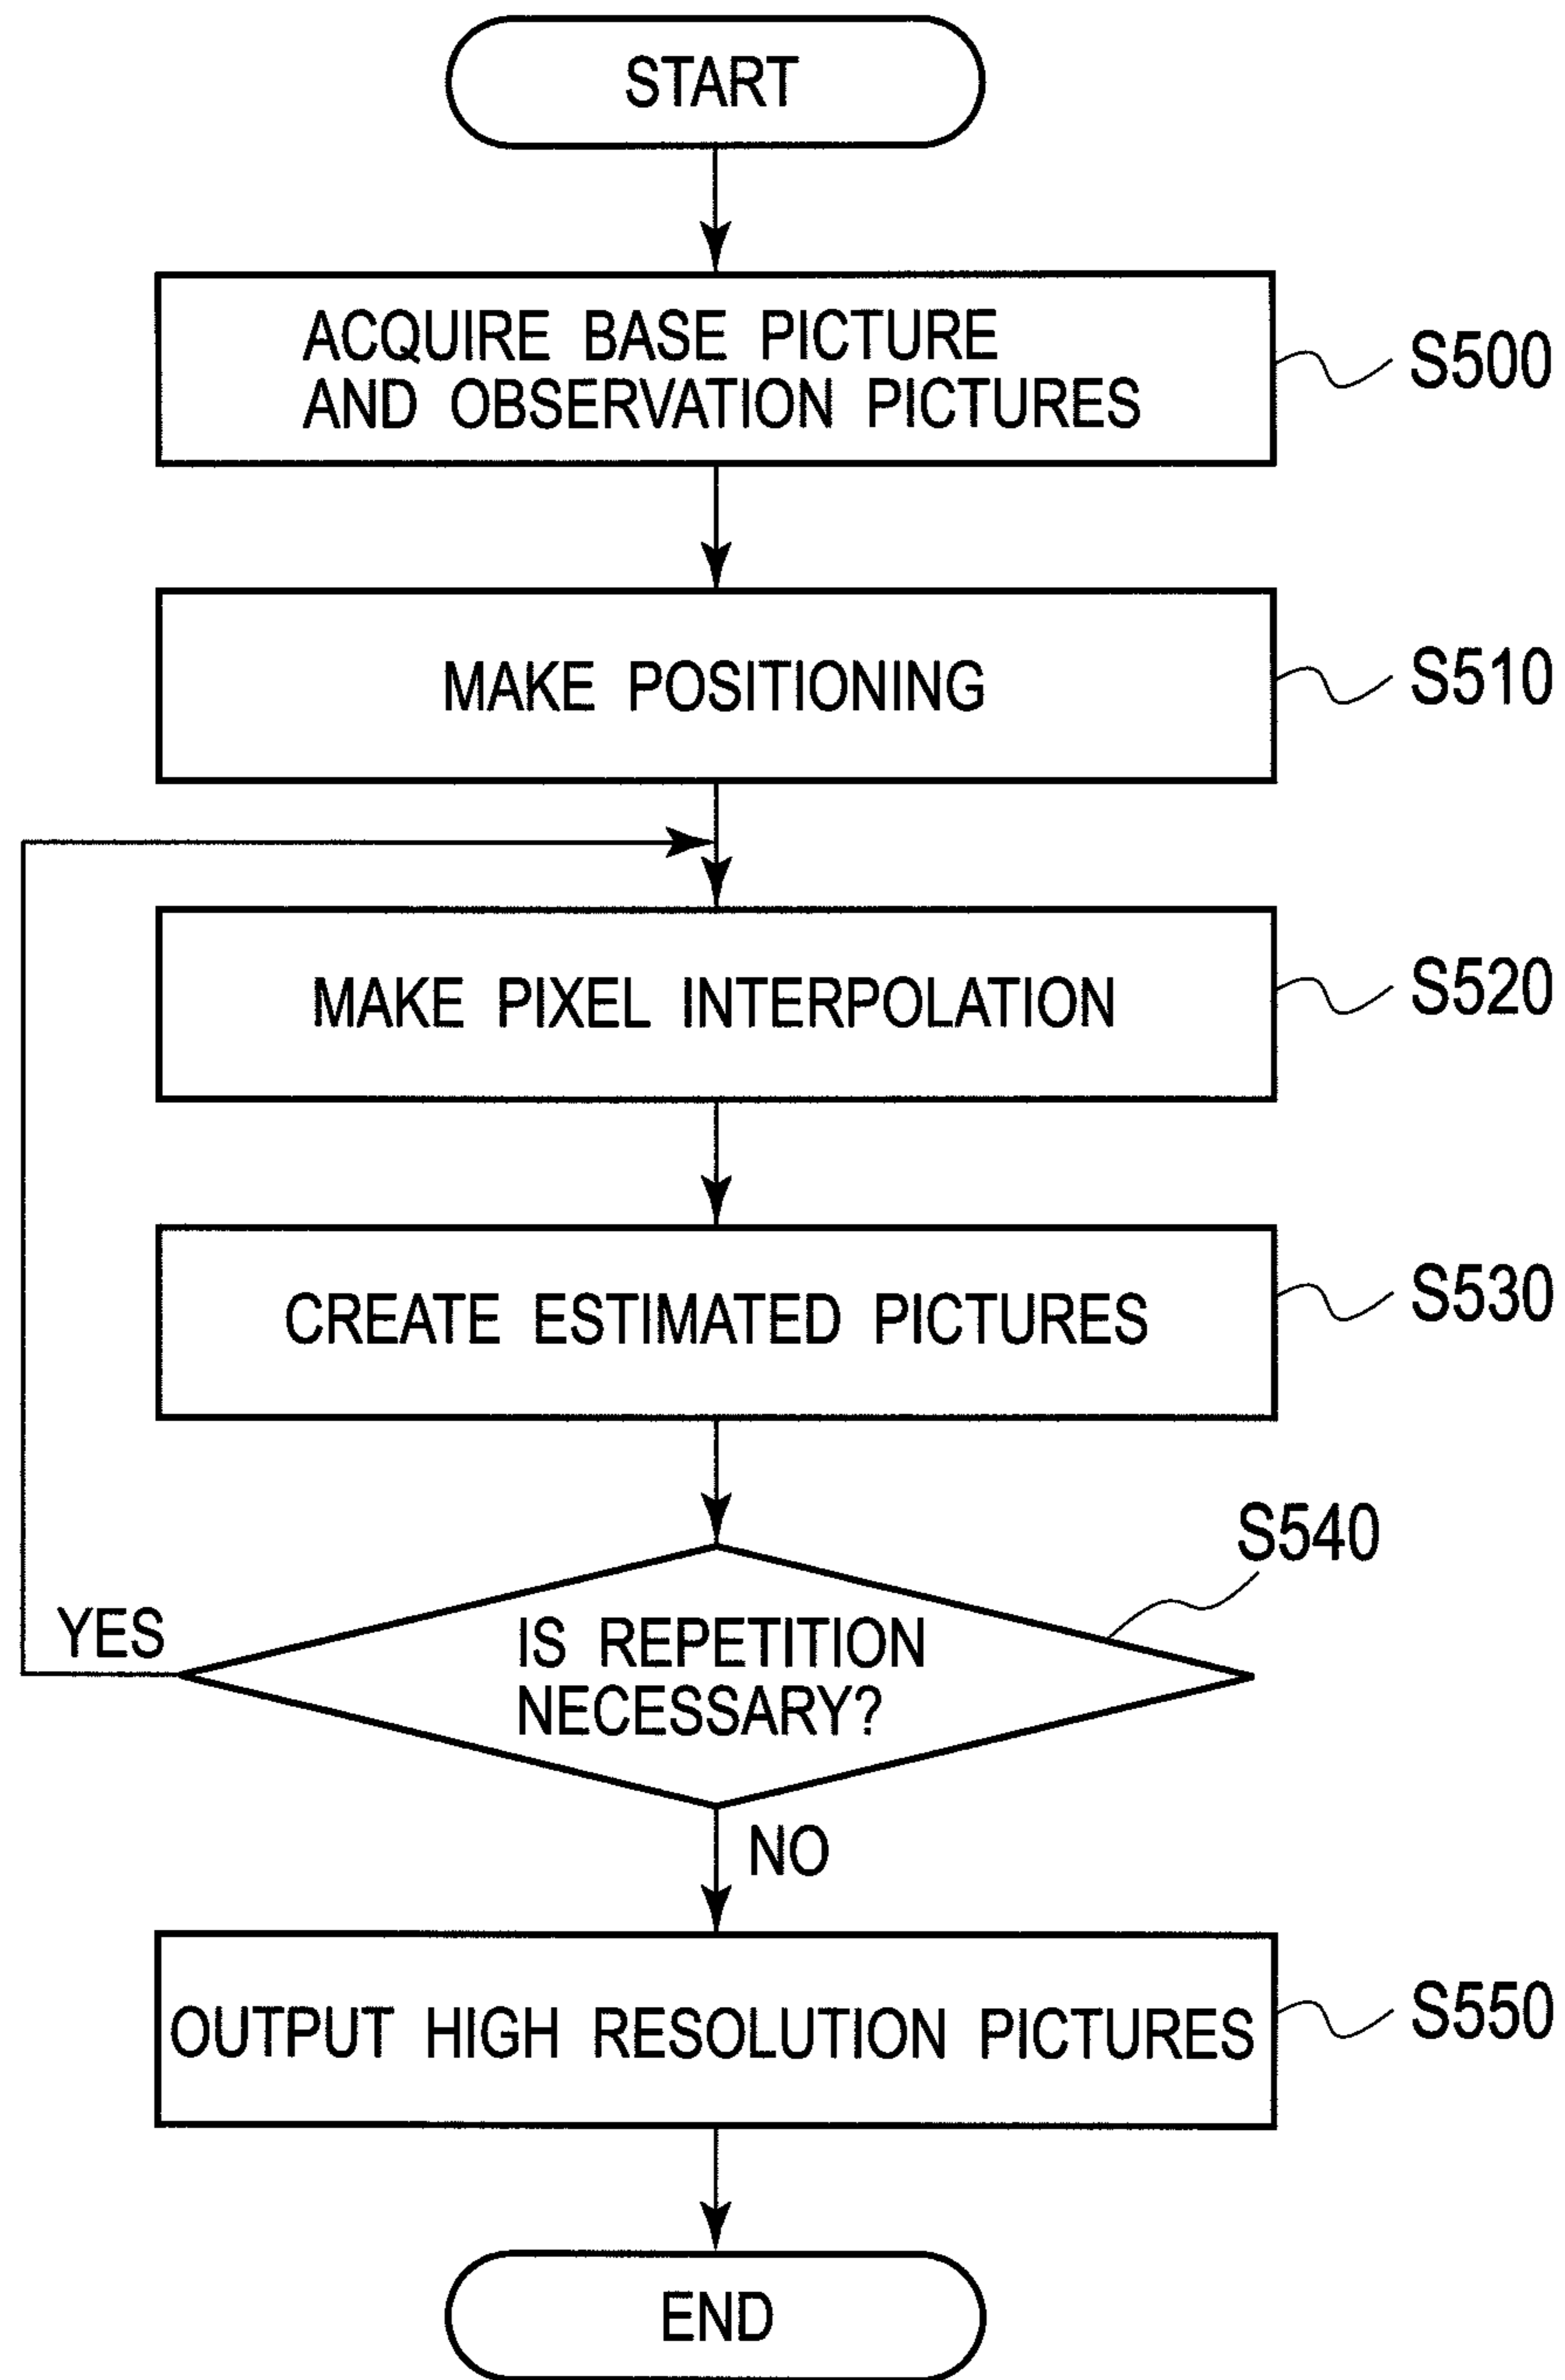 START
ACQUIRE BASE PICTURE
AND OBSERVATION PICTURES
S500
MAKE POSITIONING
S510
MAKE PIXEL INTERPOLATION
S520
CREATE ESTIMATED PICTURES
S530
S540
YES
IS REPETITION
NECESSARY?
NO
OUTPUT HIGH RESOLUTION PICTURES
S550
END